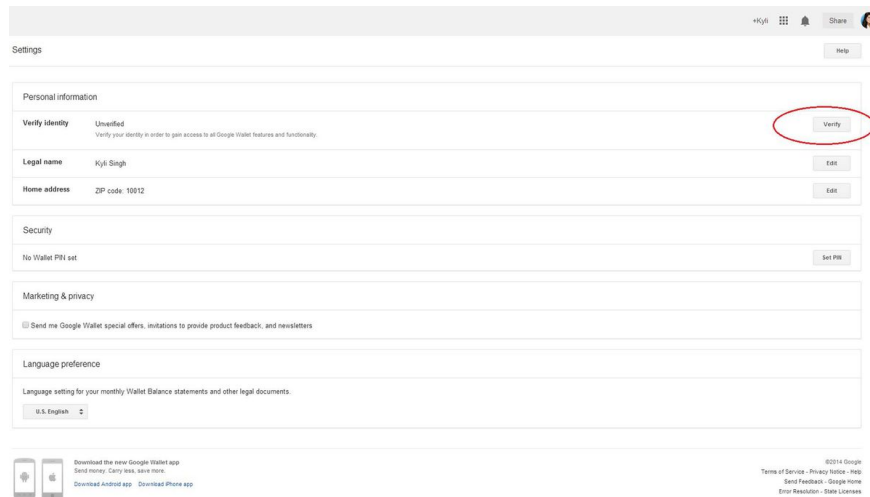 +Kyli
Share
Settings
Help
Personal information
Verify identity
Unverified
Verify
Verify your identity in order to gain access to all Google Wallet features and functionality.
Legal name
Kyli Singh
Edit
Home address
ZIP code: 10012
Edit
Security
No Wallet PIN set
Set PIN
Marketing & privacy
Send me Google Wallet special offers, invitations to provide product feedback, and newsletters
Language preference
Language setting for your monthly Wallet Balance statements and other legal documents.
U.S. English
Download the new Google Wallet app
Send money. Carry less, save more.
Download Android app Download iPhone app
©2014 Google
Terms of Service - Privacy Notice - Help
Send Feedback - Google Home
Error Resolution - State Licenses